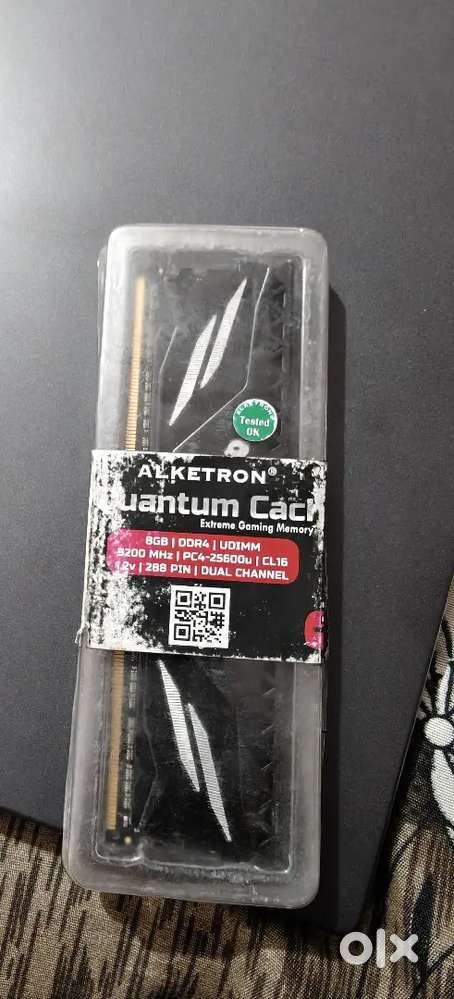 ALKETRON
Tested
OK
ALKETRON®
Quantum Cach
Extreme Gaming Memory
8GB | DDR4 | UDIMM
3200 MHz | PC4-25600u | CL16
.2v | 288 PIN | DUAL CHANNEL
olx